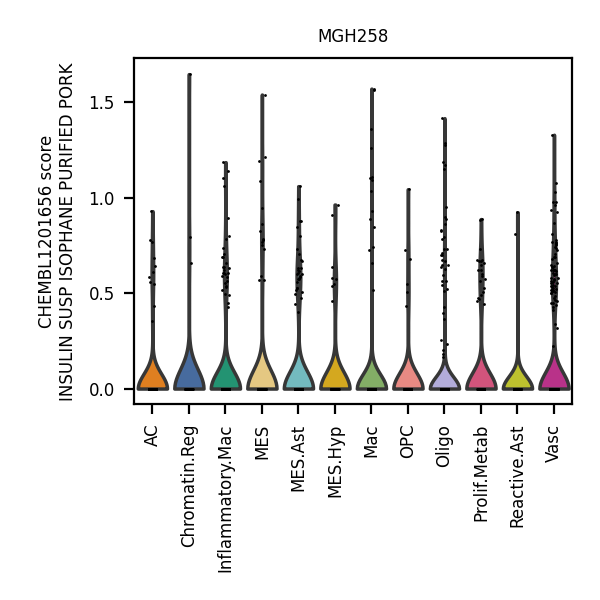 MGH258
CHEMBL1201656 score
INSULIN SUSP ISOPHANE PURIFIED PORK
1.5
1.0
0.5
0.0
AC
Chromatin.Reg
Inflammatory.Mac
MES
MES.Ast
MES.Hyp
Mac
OPC
Oligo
Prolif.Metab
Reactive.Ast
Vasc